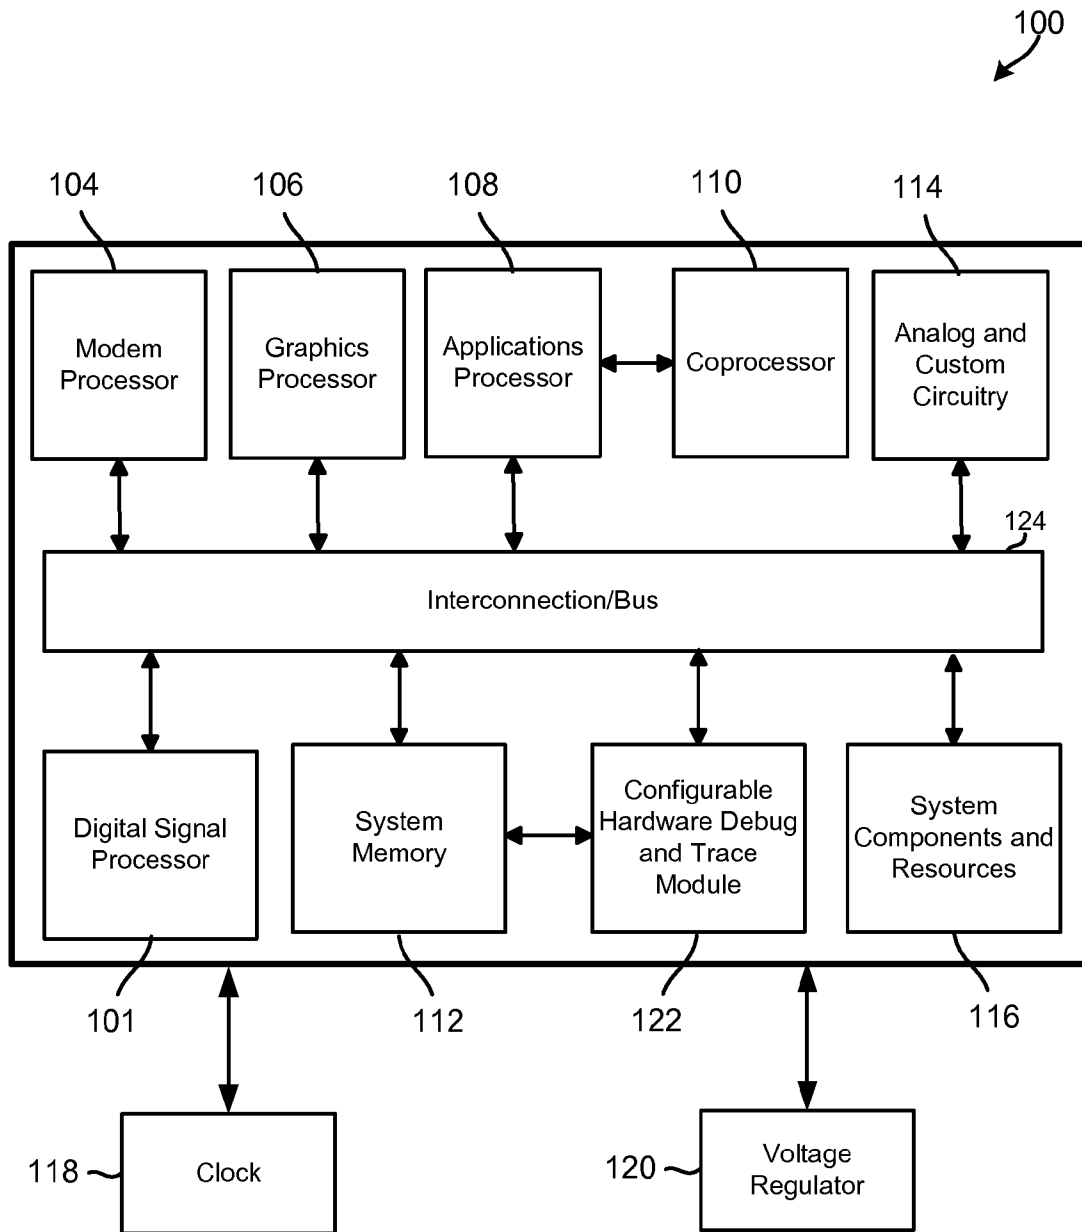 100
104
106
108
110
114
Modem
Processor
Graphics
Processor
Applications
Processor
Coprocessor
Analog and
Custom
Circuitry
124
Interconnection/Bus
Digital Signal
Processor
System
Memory
Configurable
Hardware Debug
and Trace
Module
System
Components and
Resources
101
112
122
116
118
Clock
120
Voltage
Regulator